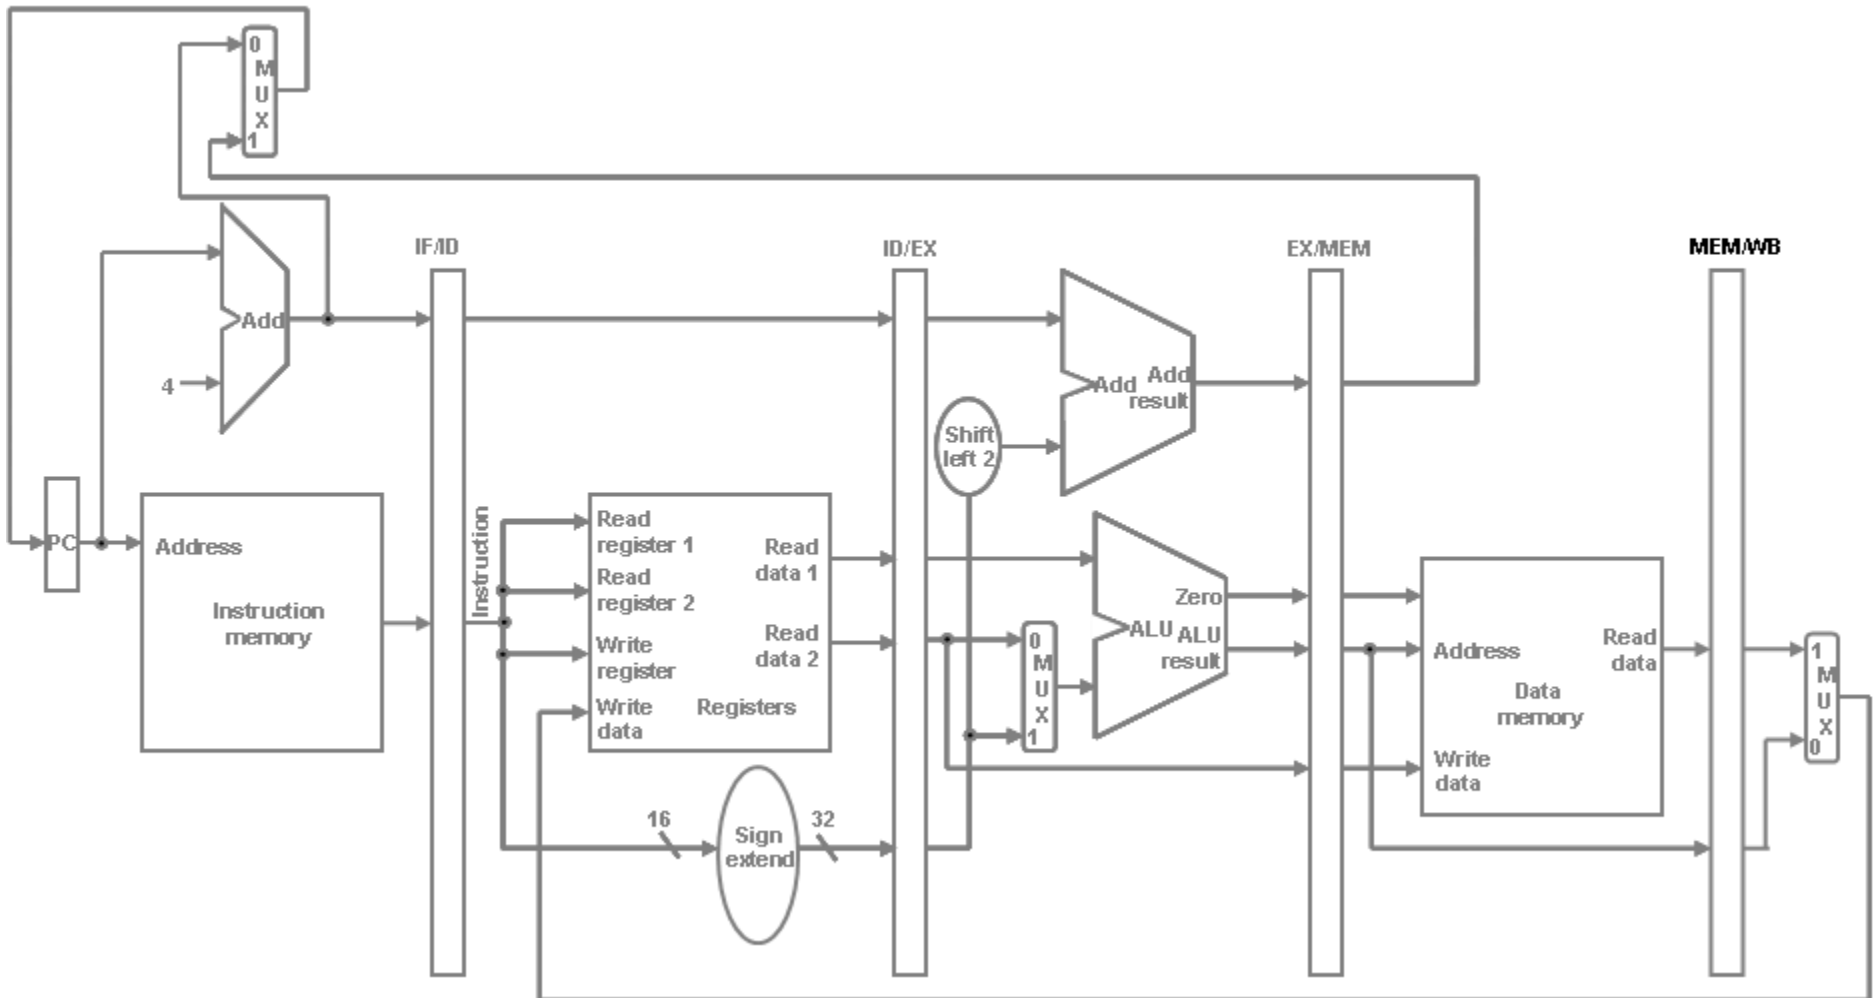 0
M
U
X
1
IF/ID
ID/EX
EX/MEM
MEM/WB
Add
4
Add
Add
result
Shift
left 2
PC
Address
Instruction
memory
Instruction
Read
register 1
Read
register 2
Write
register
Write
data
Registers
Read
data 1
Read
data 2
16
Sign
extend
32
0
M
U
X
1
Zero
ALU
ALU
result
Address
Read
data
Data
memory
Write
data
1
M
U
X
0